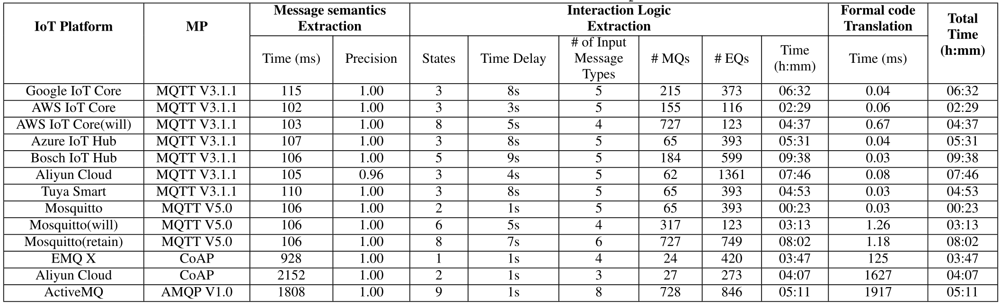 IoT Platform MP Message semantics Extraction Interaction Logic Extraction Formal code Translation Total Time (h:mm)
Time (ms) Precision States Time Delay # of Input Message Types # MQs # EQs Time (h:mm) Time (ms)
Google IoT Core MQTT V3.1.1 115 1.00 3 8s 5 215 373 06:32 0.04 06:32
AWS IoT Core MQTT V3.1.1 102 1.00 3 3s 5 155 116 02:29 0.06 02:29
AWS IoT Core(will) MQTT V3.1.1 103 1.00 8 5s 4 727 123 04:37 0.67 04:37
Azure IoT Hub MQTT V3.1.1 107 1.00 3 8s 5 65 393 05:31 0.04 05:31
Bosch IoT Hub MQTT V3.1.1 106 1.00 5 9s 5 184 599 09:38 0.03 09:38
Aliyun Cloud MQTT V3.1.1 105 0.96 3 4s 5 62 1361 07:46 0.08 07:46
Tuya Smart MQTT V3.1.1 110 1.00 3 8s 5 65 393 04:53 0.03 04:53
Mosquitto MQTT V5.0 106 1.00 2 1s 5 65 393 00:23 0.03 00:23
Mosquitto(will) MQTT V5.0 106 1.00 6 5s 4 317 123 03:13 1.26 03:13
Mosquitto(retain) MQTT V5.0 106 1.00 8 7s 6 727 749 08:02 1.18 08:02
EMQ X CoAP 928 1.00 1 1s 4 24 420 03:47 125 03:47
Aliyun Cloud CoAP 2152 1.00 2 1s 3 27 273 04:07 1627 04:07
ActiveMQ AMQP V1.0 1808 1.00 9 1s 8 728 846 05:11 1917 05:11